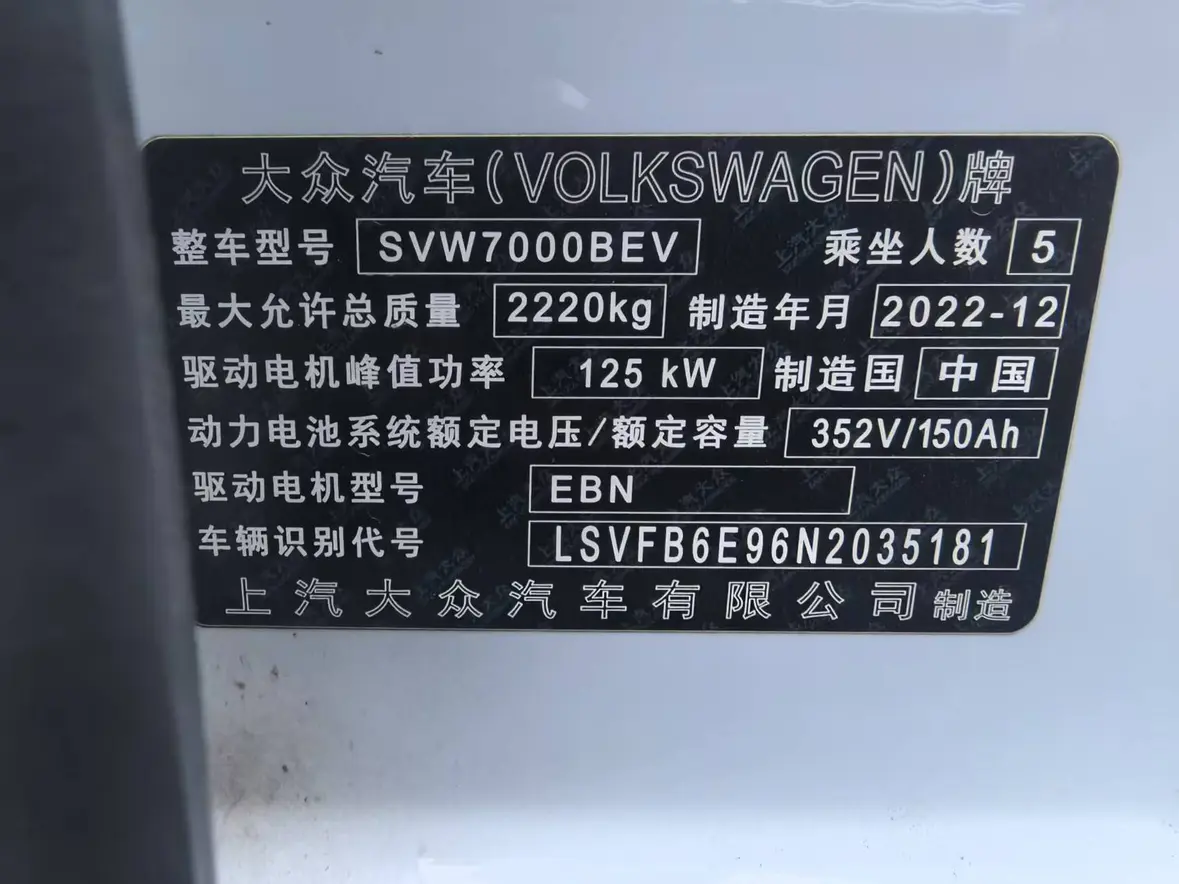 大众汽车(VOLKSWAGEN)牌
整车型号 SVW7000BEV 乘坐人数 5
最大允许总质量 2220kg 制造年月 2022-12
驱动电机峰值功率 125 kW 制造国 中国
动力电池系统额定电压/额定容量 352V/150Ah
驱动电机型号 EBN
车辆识别代号 LSVFB6E96N2035181
上汽大众汽车有限公司制造